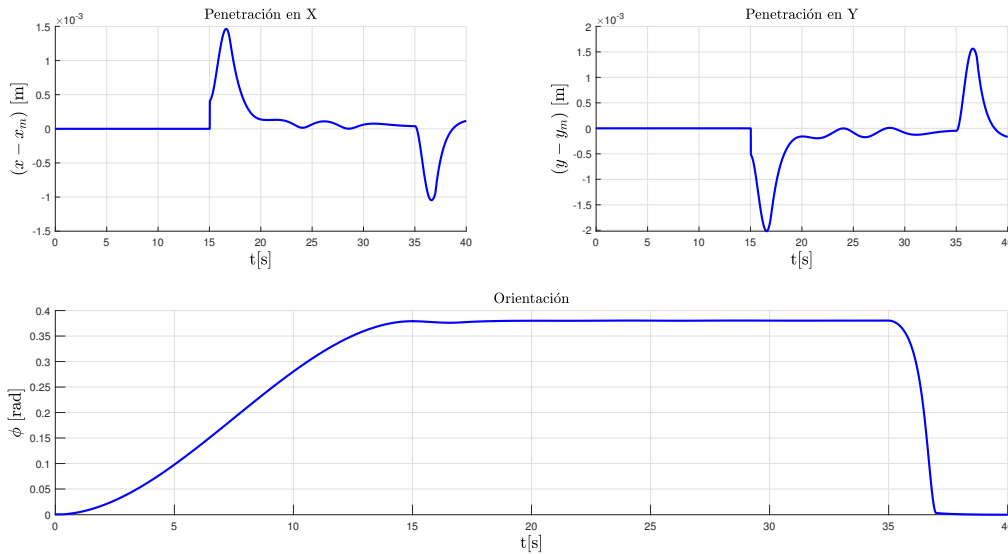 Penetración en X
×10⁻³
1.5
1
0.5
0
-0.5
-1
-1.5
0 5 10 15 20 25 30 35 40
(x − xₘ) [m]
t[s]
Penetración en Y
×10⁻³
2
1.5
1
0.5
0
-0.5
-1
-1.5
-2
0 5 10 15 20 25 30 35 40
(y − yₘ) [m]
t[s]
Orientación
0.4
0.35
0.3
0.25
0.2
0.15
0.1
0.05
0
0 5 10 15 20 25 30 35 40
ϕ [rad]
t[s]